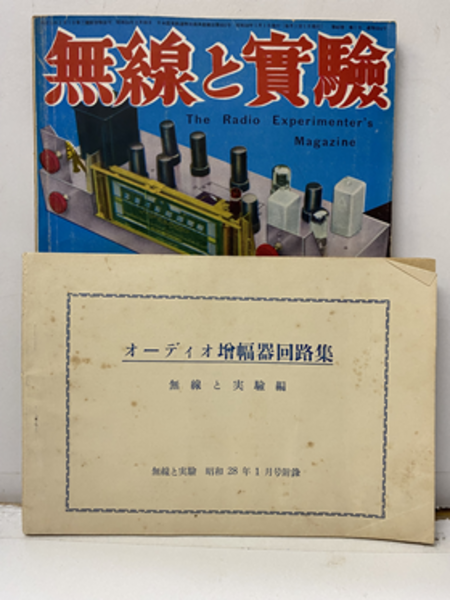 無線と實驗
The Radio Experimenter's
Magazine
オーディオ増幅器回路集
無線と実験編
無線と実験 昭和28年1月号附錄